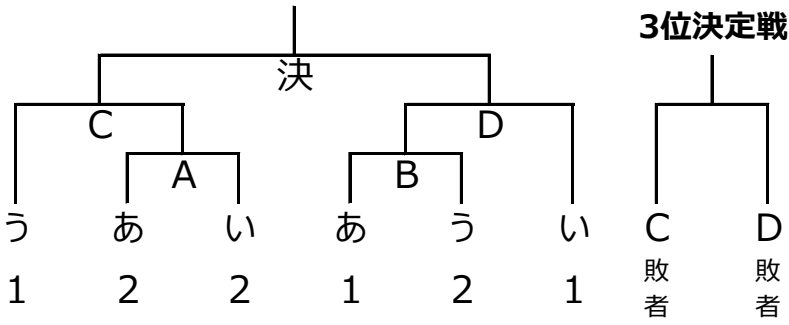 3位決定戦
決
C D
A B
う あ い あ う い C D
1 2 2 1 2 1 敗者 敗者